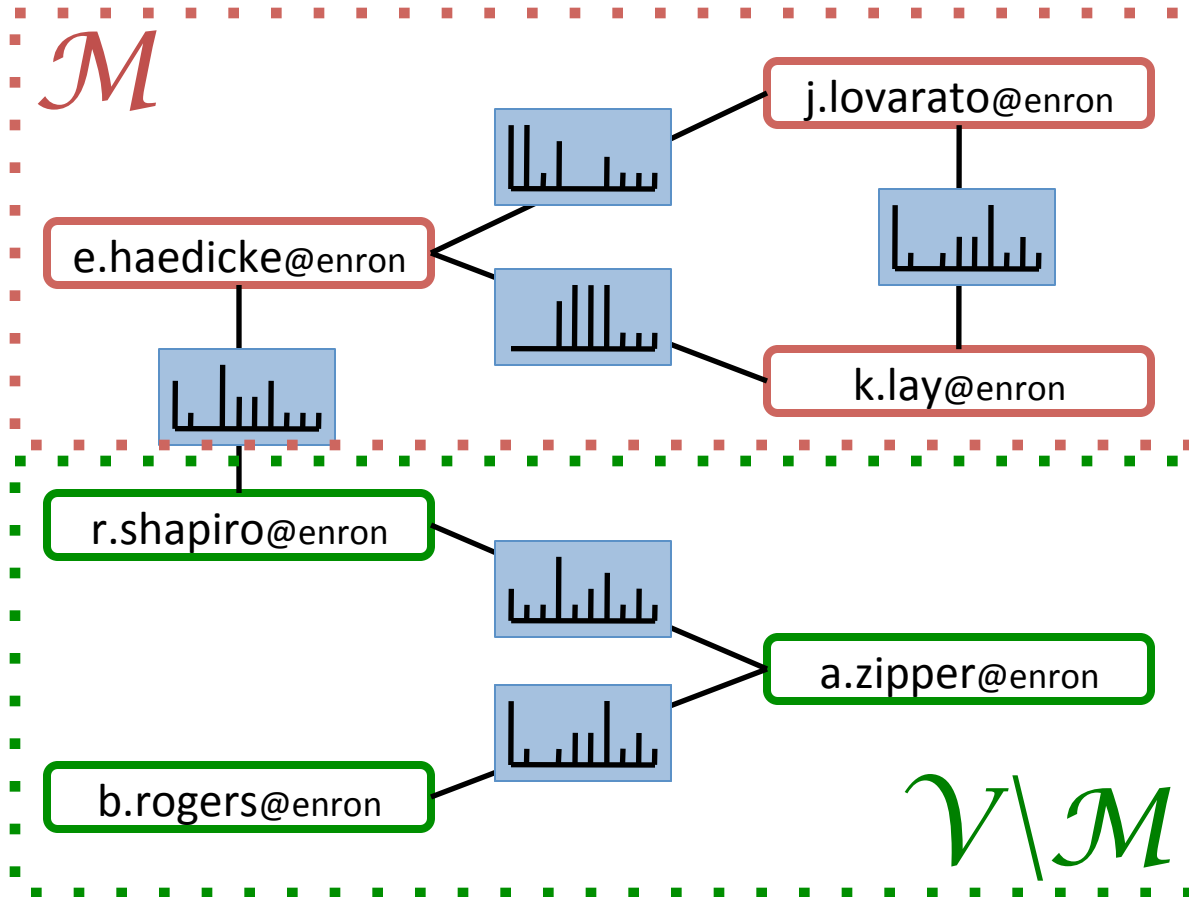 ℳ
j.lovarato@enron
e.haedicke@enron
k.lay@enron
r.shapiro@enron
a.zipper@enron
b.rogers@enron
𝒱\ℳ